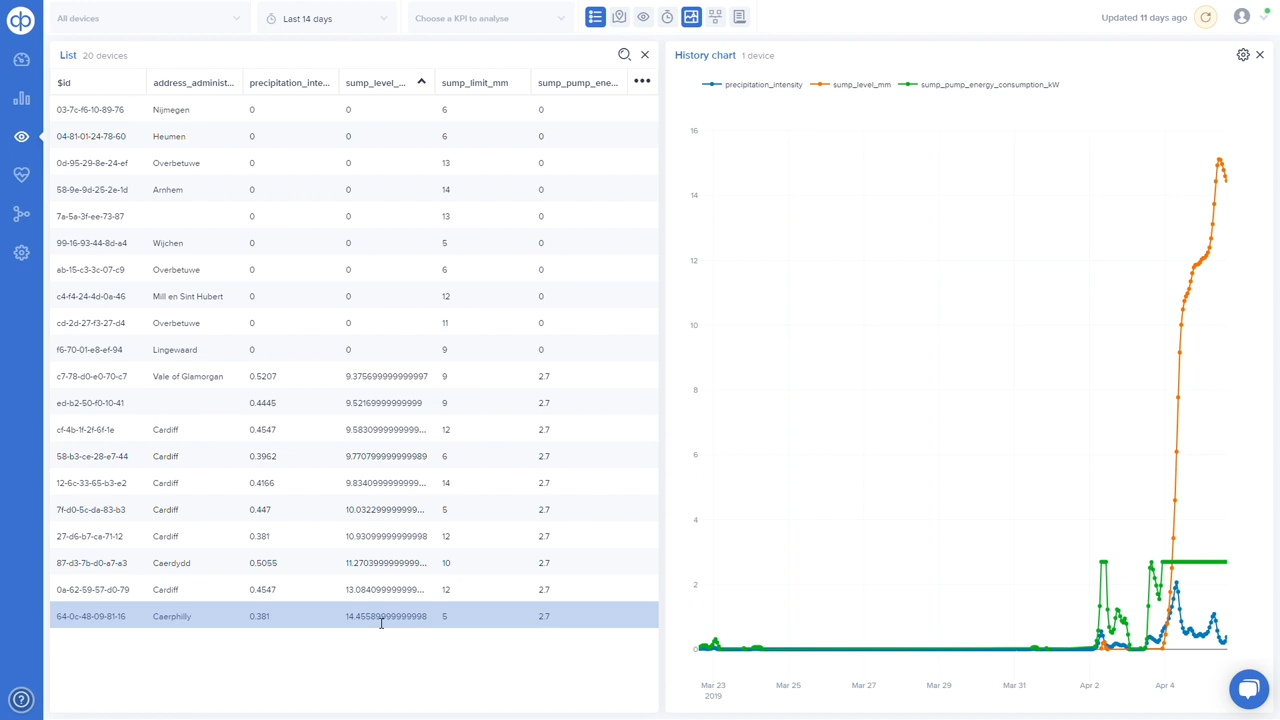 All devices
Last 14 days
Choose a KPI to analyse
Updated 11 days ago
List 20 devices
$id address_administ... precipitation_inte... sump_level_... sump_limit_mm sump_pump_ene...
03-7c-f6-10-89-76 Nijmegen 0 0 6 0
04-81-01-24-78-60 Heumen 0 0 6 0
0d-95-29-8e-24-ef Overbetuwe 0 0 13 0
58-9e-9d-25-2e-1d Arnhem 0 0 14 0
7a-5a-3f-ee-73-87 0 0 13 0
99-16-93-44-8d-a4 Wijchen 0 0 5 0
ab-15-c3-3c-07-c9 Overbetuwe 0 0 6 0
c4-f4-24-4d-0a-46 Mill en Sint Hubert 0 0 12 0
cd-2d-27-f3-27-d4 Overbetuwe 0 0 11 0
f6-70-01-e8-ef-94 Lingewaard 0 0 9 0
c7-78-d0-e0-70-c7 Vale of Glamorgan 0.5207 9.375699999999997 9 2.7
ed-b2-50-f0-10-41 0.4445 9.52169999999999 9 2.7
cf-4b-1f-2f-6f-1e Cardiff 0.4547 9.5830999999999... 12 2.7
58-b3-ce-28-e7-44 Cardiff 0.3962 9.770799999999989 6 2.7
12-6c-33-65-b3-e2 Cardiff 0.4166 9.8340999999999... 14 2.7
7f-d0-5c-da-83-b3 Cardiff 0.447 10.032299999999... 5 2.7
27-d6-b7-ca-71-12 Cardiff 0.381 10.93099999999998 12 2.7
87-d3-7b-d0-a7-a3 Caerdydd 0.5055 11.2703999999999... 10 2.7
0a-62-59-57-d0-79 Cardiff 0.4547 13.084099999999... 12 2.7
64-0c-48-09-81-16 Caerphilly 0.381 14.45589999999998 5 2.7
History chart 1 device
precipitation_intensity sump_level_mm sump_pump_energy_consumption_kW
16
14
12
10
8
6
4
2
0
Mar 23 Mar 25 Mar 27 Mar 29 Mar 31 Apr 2 Apr 4
2019